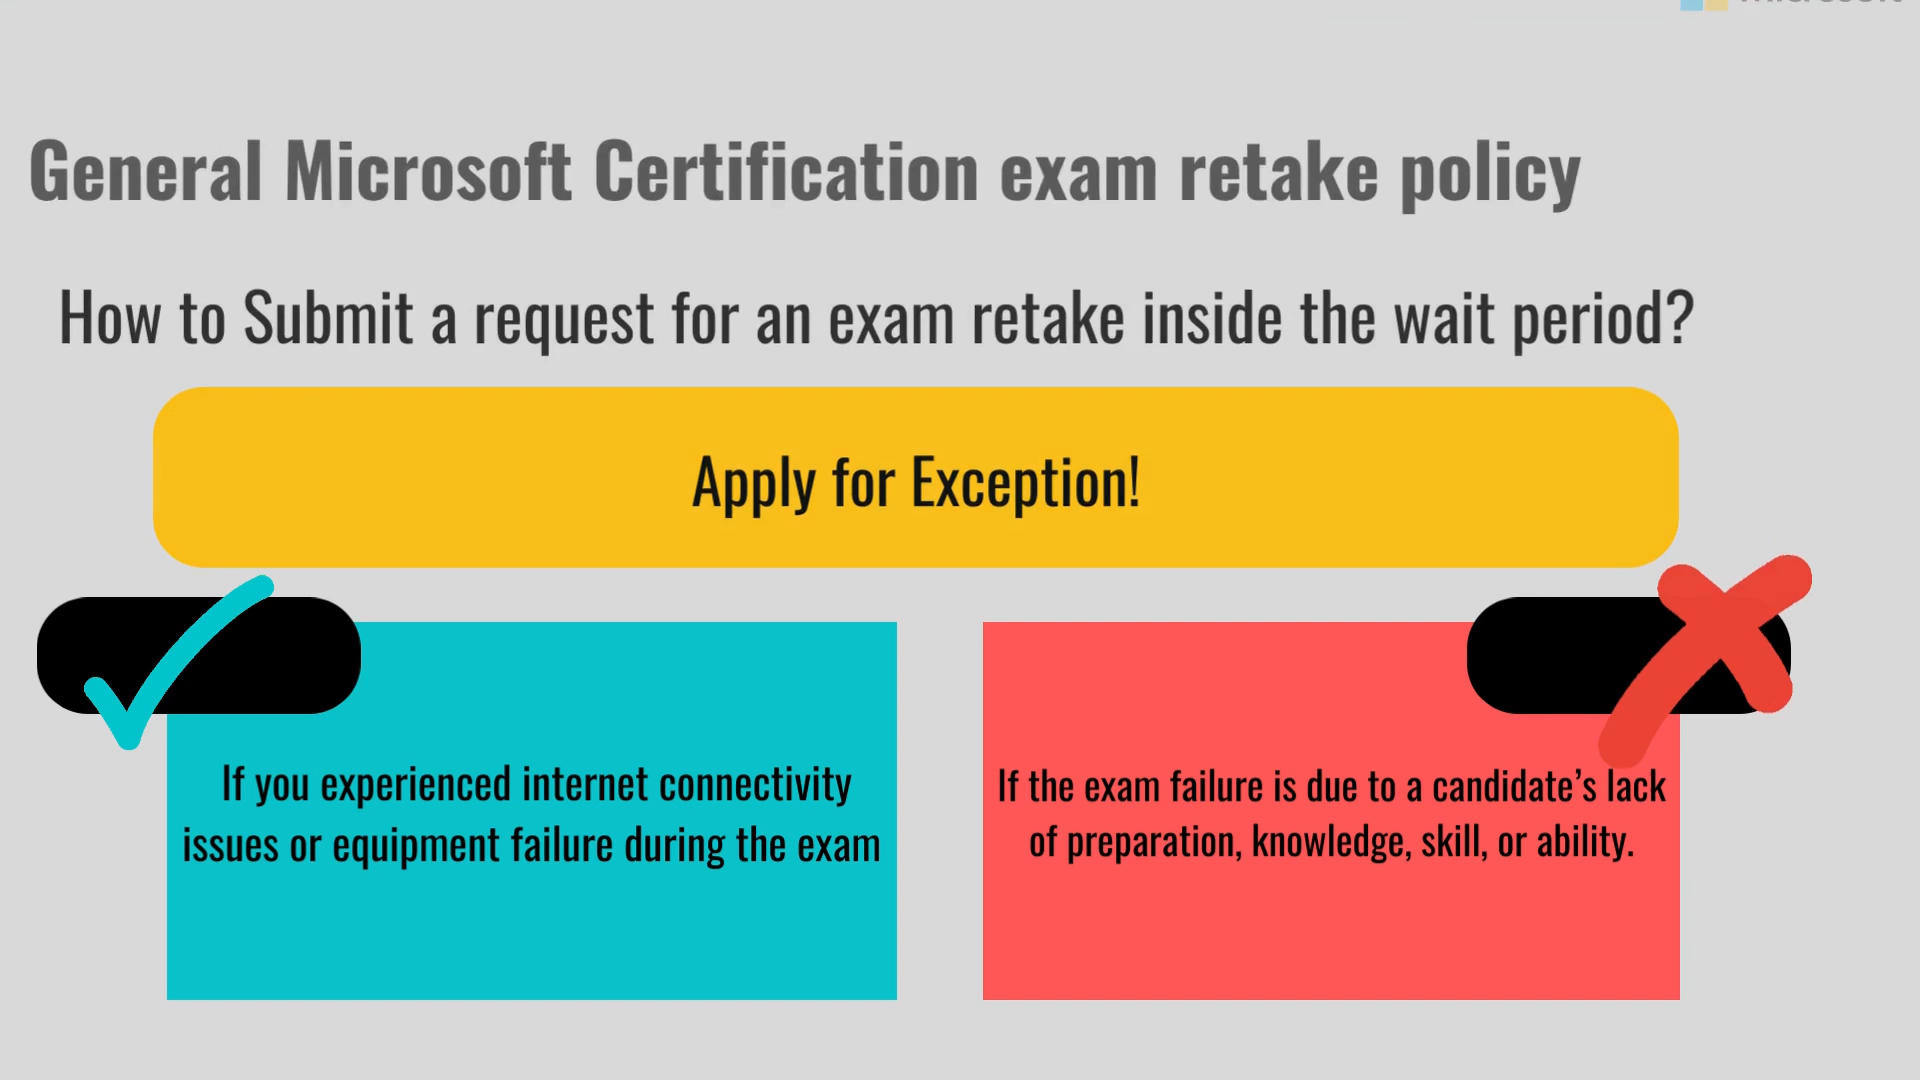 General Microsoft Certification exam retake policy
How to Submit a request for an exam retake inside the wait period?
Apply for Exception!
If you experienced internet connectivity
issues or equipment failure during the exam
If the exam failure is due to a candidate’s lack
of preparation, knowledge, skill, or ability.